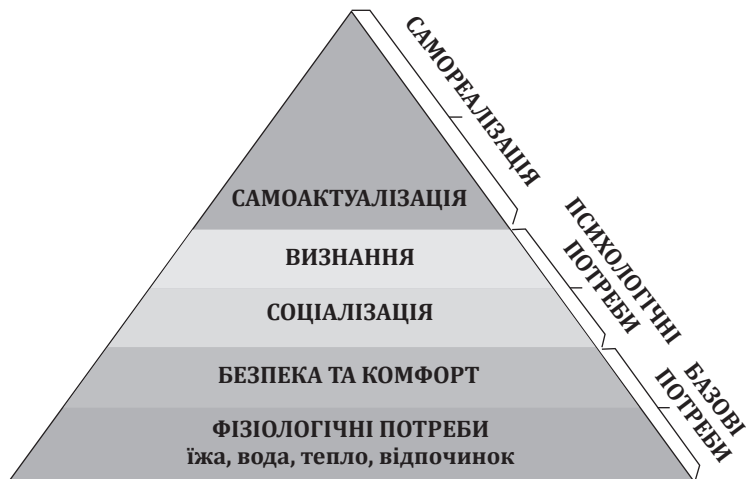 САМОРЕАЛІЗАЦІЯ
САМОАКТУАЛІЗАЦІЯ
ПСИХОЛОГІЧНІ
ПОТРЕБИ
ВИЗНАННЯ
СОЦІАЛІЗАЦІЯ
БАЗОВІ
ПОТРЕБИ
БЕЗПЕКА ТА КОМФОРТ
ФІЗІОЛОГІЧНІ ПОТРЕБИ
їжа, вода, тепло, відпочинок